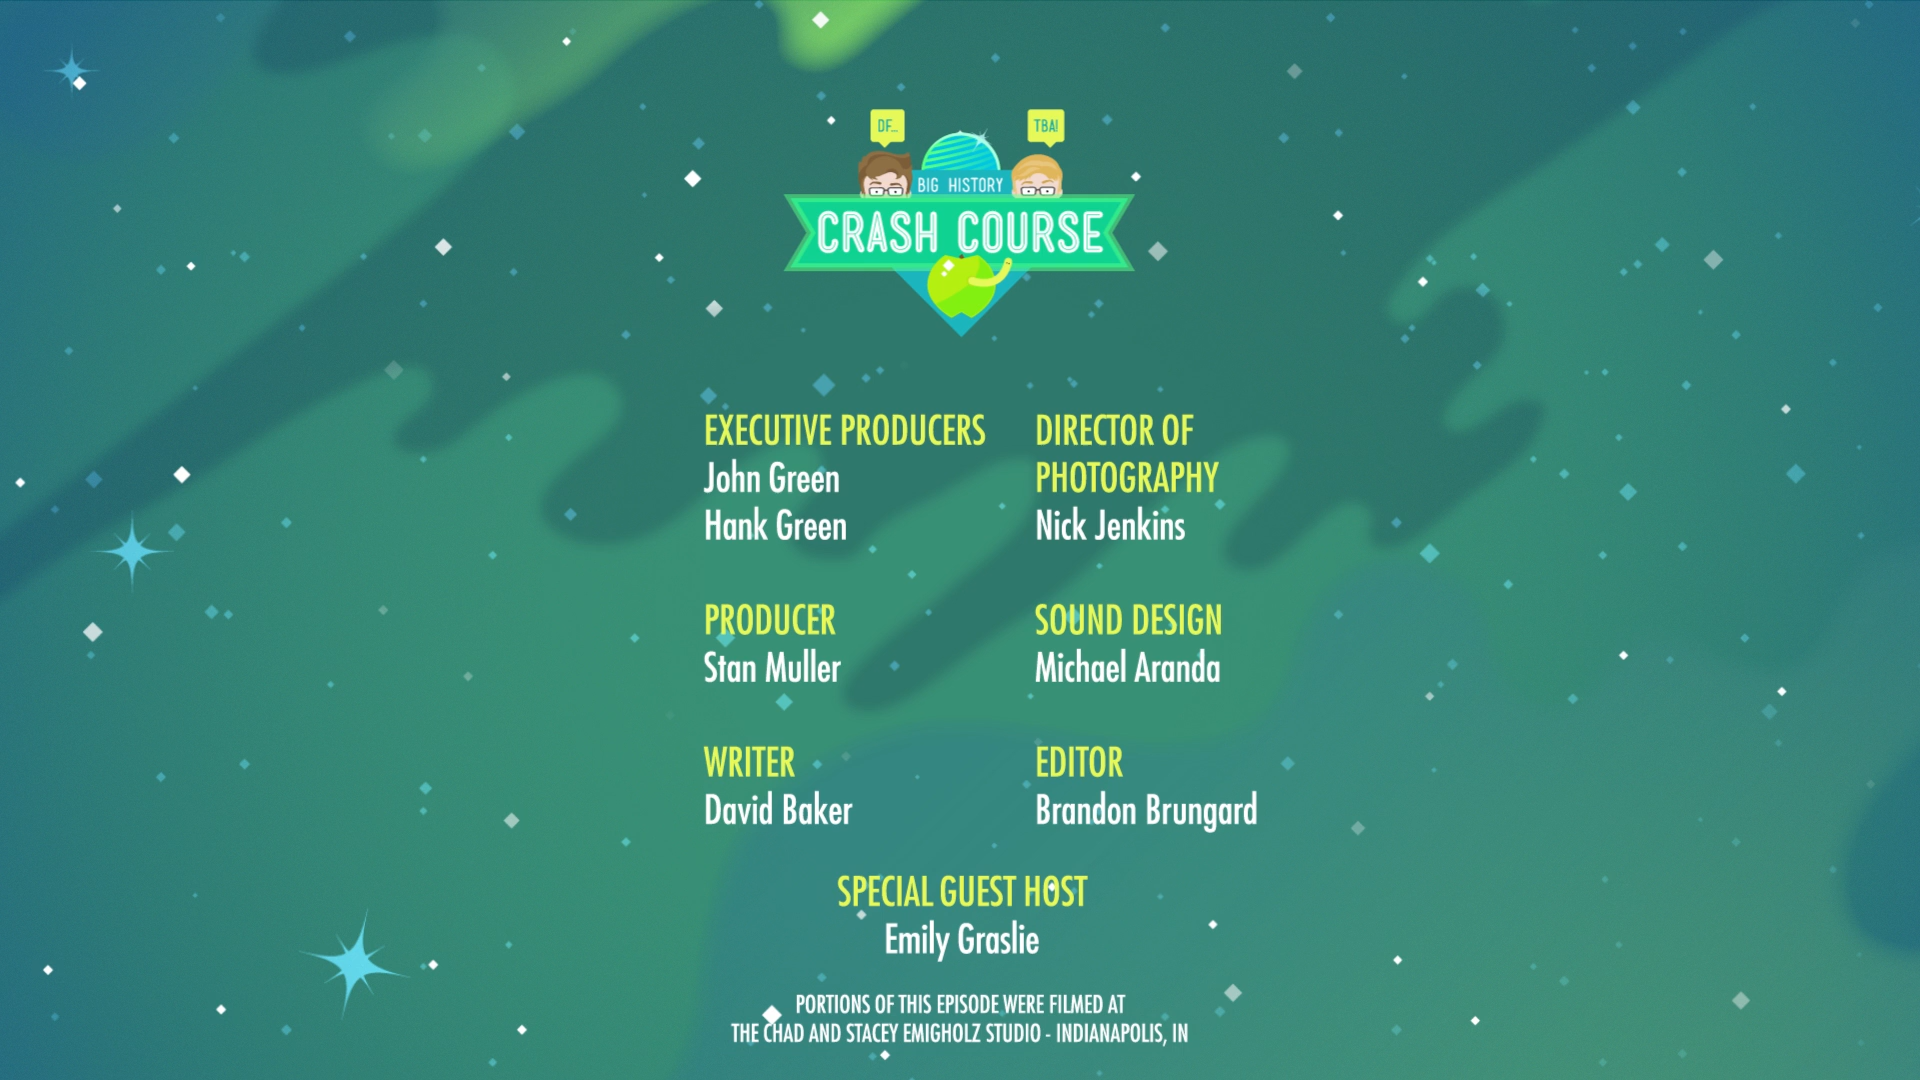 DF...
TBA!
BIG HISTORY
CRASH COURSE
EXECUTIVE PRODUCERS
John Green
Hank Green
DIRECTOR OF
PHOTOGRAPHY
Nick Jenkins
PRODUCER
Stan Muller
SOUND DESIGN
Michael Aranda
WRITER
David Baker
EDITOR
Brandon Brungard
SPECIAL GUEST HOST
Emily Graslie
PORTIONS OF THIS EPISODE WERE FILMED AT
THE CHAD AND STACEY EMIGHOLZ STUDIO - INDIANAPOLIS, IN